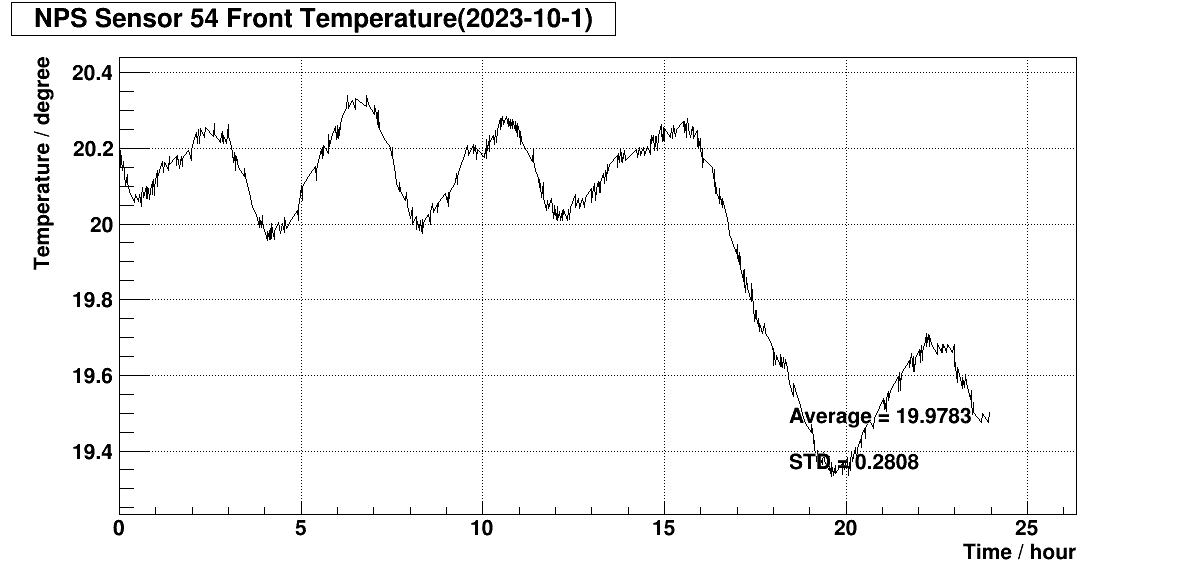 NPS Sensor 54 Front Temperature(2023-10-1)
Temperature / degree
20.4
20.2
20
19.8
19.6
19.4
Average = 19.9783
STD = 0.2808
0 5 10 15 20 25
Time / hour